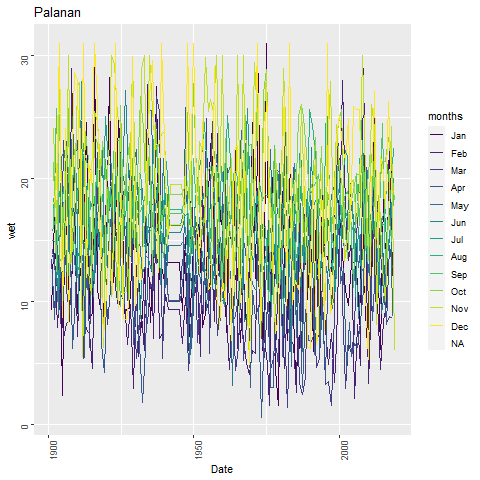 Palanan
30
20
10
0
wet
1900
1950
2000
Date
months
Jan
Feb
Mar
Apr
May
Jun
Jul
Aug
Sep
Oct
Nov
Dec
NA